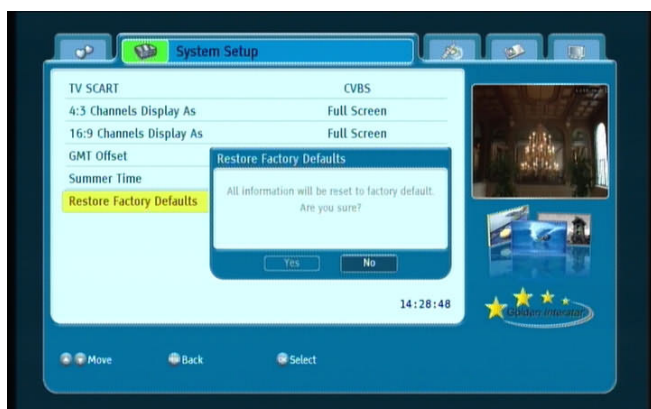 System Setup
TV SCART CVBS
4:3 Channels Display As Full Screen
16:9 Channels Display As Full Screen
GMT Offset
Summer Time
Restore Factory Defaults
Restore Factory Defaults
All information will be reset to factory default.
Are you sure?
Yes No
14:28:48
Golden Interstar
Move Back Select